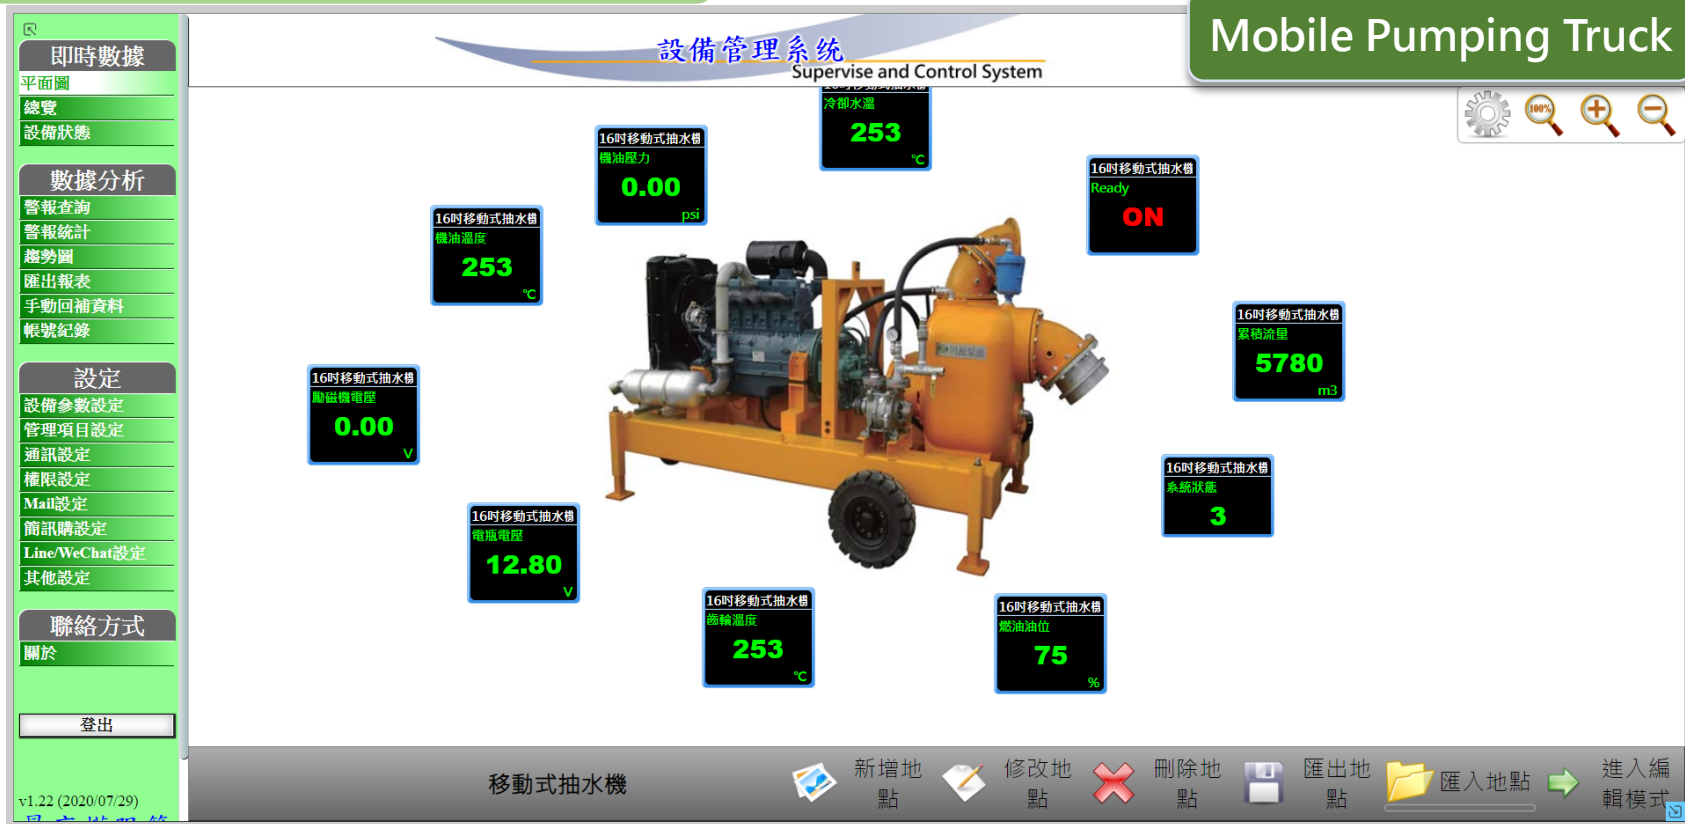 Mobile Pumping Truck
設備管理系统
Supervise and Control System
即時數據
平面圖
總覽
設備狀態
數據分析
警報查詢
警報統計
趨勢圖
匯出報表
手動回補資料
帳號紀錄
設定
設備參數設定
管理項目設定
通訊設定
權限設定
Mail設定
簡訊購設定
Line/WeChat設定
其他設定
聯絡方式
關於
登出
v1.22 (2020/07/29)
100%
冷卻水溫
253
°C
16吋移動式抽水機
機油壓力
0.00
psi
16吋移動式抽水機
Ready
ON
16吋移動式抽水機
機油溫度
253
°C
16吋移動式抽水機
累積流量
5780
m3
16吋移動式抽水機
勵磁機電壓
0.00
V
16吋移動式抽水機
系統狀態
3
16吋移動式抽水機
電瓶電壓
12.80
V
16吋移動式抽水機
齒輪溫度
253
°C
16吋移動式抽水機
燃油油位
75
%
移動式抽水機
新增地
點
修改地
點
刪除地
點
匯出地
點
匯入地點
進入編
輯模式